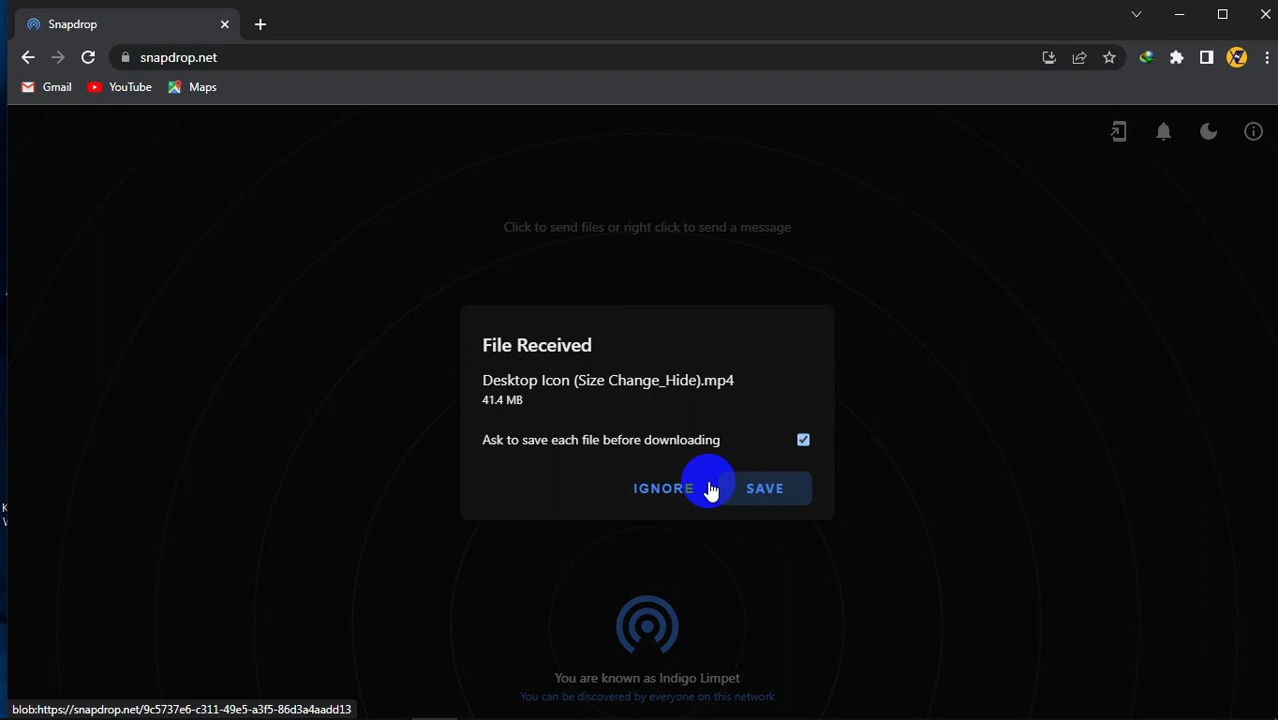 Snapdrop
snapdrop.net
Gmail YouTube Maps
Click to send files or right click to send a message
File Received
Desktop Icon (Size Change_Hide).mp4
41.4 MB
Ask to save each file before downloading
IGNORE SAVE
K
W
You are known as Indigo Limpet
You can be discovered by everyone on this network
blob:https://snapdrop.net/9c5737e6-c311-49e5-a3f5-86d3a4aadd13